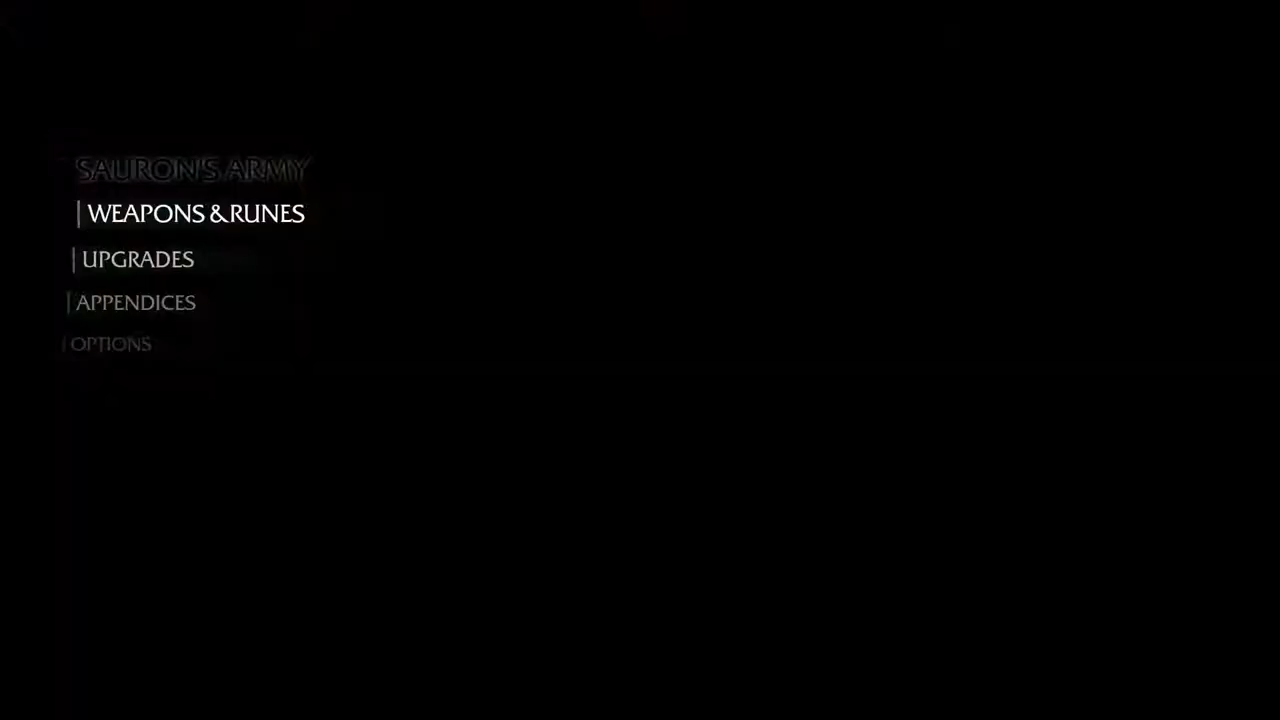 SAURON'S ARMY
WEAPONS & RUNES
UPGRADES
APPENDICES
OPTIONS